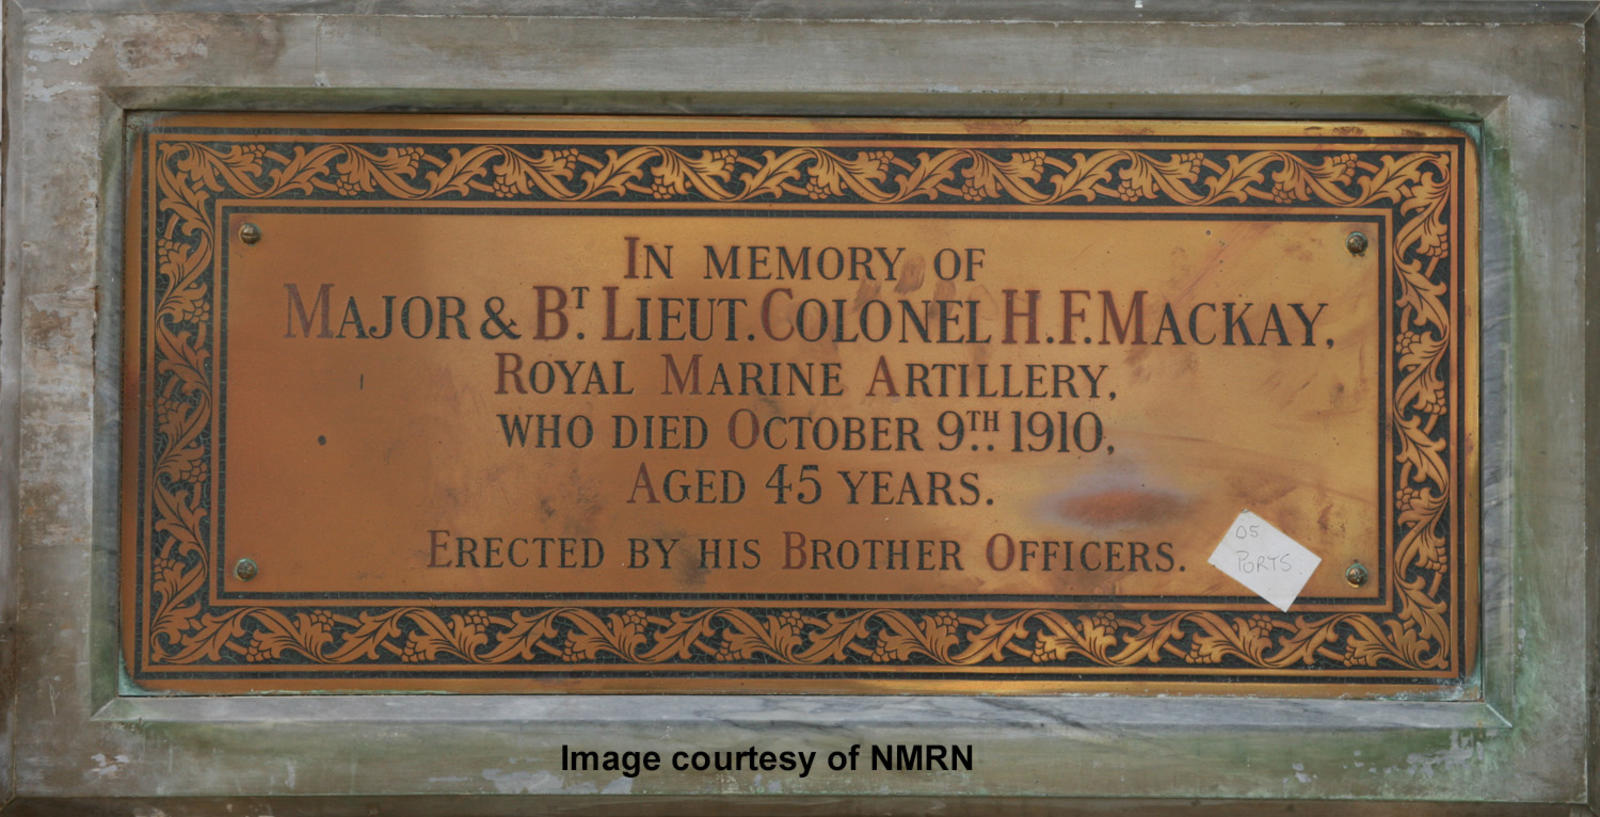 In memory of
Major & Bt. Lieut. Colonel H.F. Mackay,
Royal Marine Artillery,
who died October 9th 1910,
Aged 45 years.
Erected by his Brother Officers.
05
PORTS.
Image courtesy of NMRN